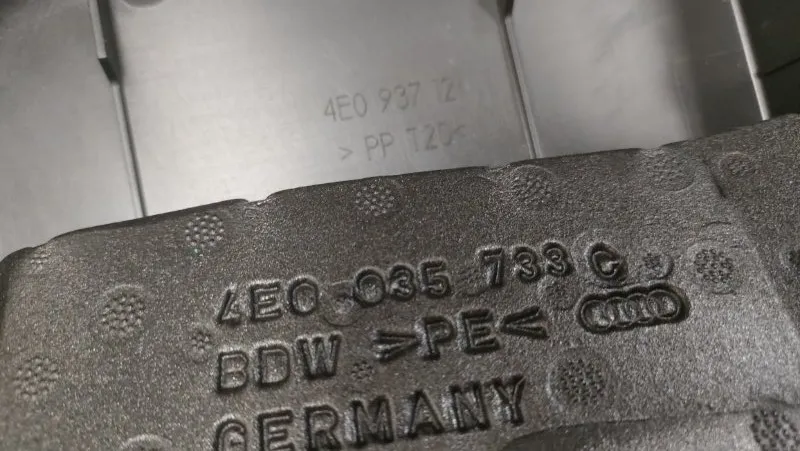 4E0 937 12
> PP T20<
4E0 035 733 C
BDW >PE<
GERMANY